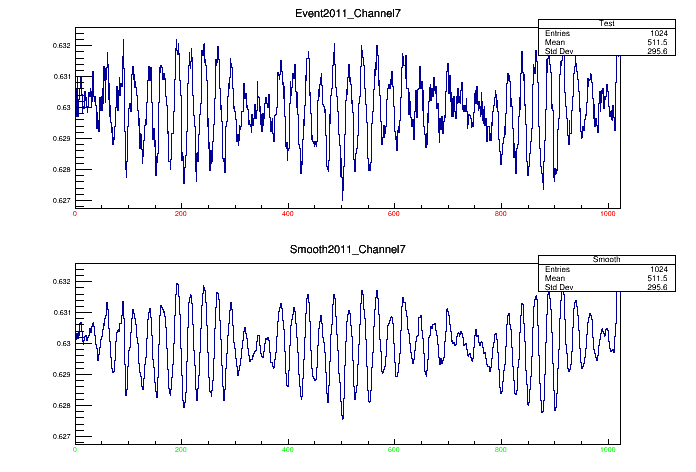 Event2011_Channel7
Test
Entries 1024
Mean 511.5
Std Dev 295.6
0.632
0.631
0.63
0.629
0.628
0.627
0 200 400 600 800 1000
Smooth2011_Channel7
Smooth
Entries 1024
Mean 511.5
Std Dev 295.6
0.632
0.631
0.63
0.629
0.628
0.627
0 200 400 600 800 1000